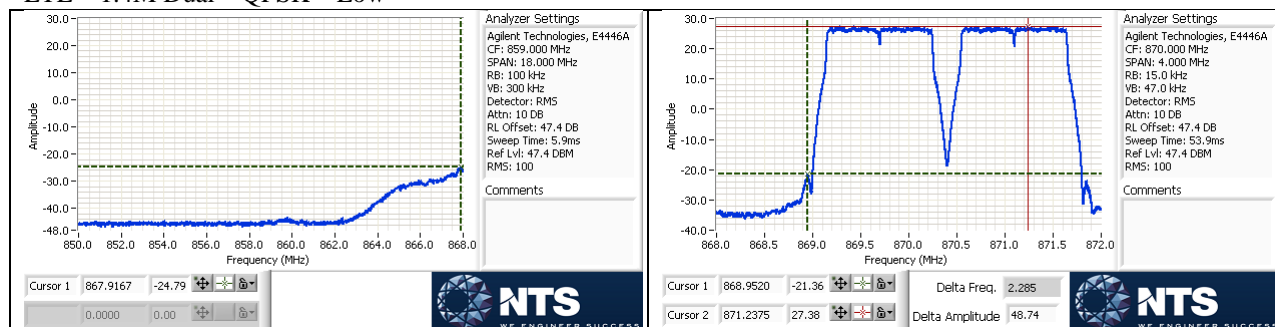 LTE – 1.4M Dual – QPSK – Low
30.0
20.0
10.0
0.0
-10.0
-20.0
-30.0
-40.0
-48.0
Amplitude
850.0 852.0 854.0 856.0 858.0 860.0 862.0 864.0 866.0 868.0
Frequency (MHz)
Analyzer Settings
Agilent Technologies, E4446A
CF: 859.000 MHz
SPAN: 18.000 MHz
RB: 100 kHz
VB: 300 kHz
Detector: RMS
Attn: 10 DB
RL Offset: 47.4 DB
Sweep Time: 5.9ms
Ref Lvl: 47.4 DBM
RMS: 100
Comments
Cursor 1 867.9167 -24.79
0.0000 0.00
NTS
WE ENGINEER SUCCESS
30.0
20.0
10.0
0.0
-10.0
-20.0
-30.0
-40.0
Amplitude
868.0 868.5 869.0 869.5 870.0 870.5 871.0 871.5 872.0
Frequency (MHz)
Analyzer Settings
Agilent Technologies, E4446A
CF: 870.000 MHz
SPAN: 4.000 MHz
RB: 15.0 kHz
VB: 47.0 kHz
Detector: RMS
Attn: 10 DB
RL Offset: 47.4 DB
Sweep Time: 53.9ms
Ref Lvl: 47.4 DBM
RMS: 100
Comments
Cursor 1 868.9520 -21.36
Cursor 2 871.2375 27.38
Delta Freq. 2.285
Delta Amplitude 48.74
NTS
WE ENGINEER SUCCESS